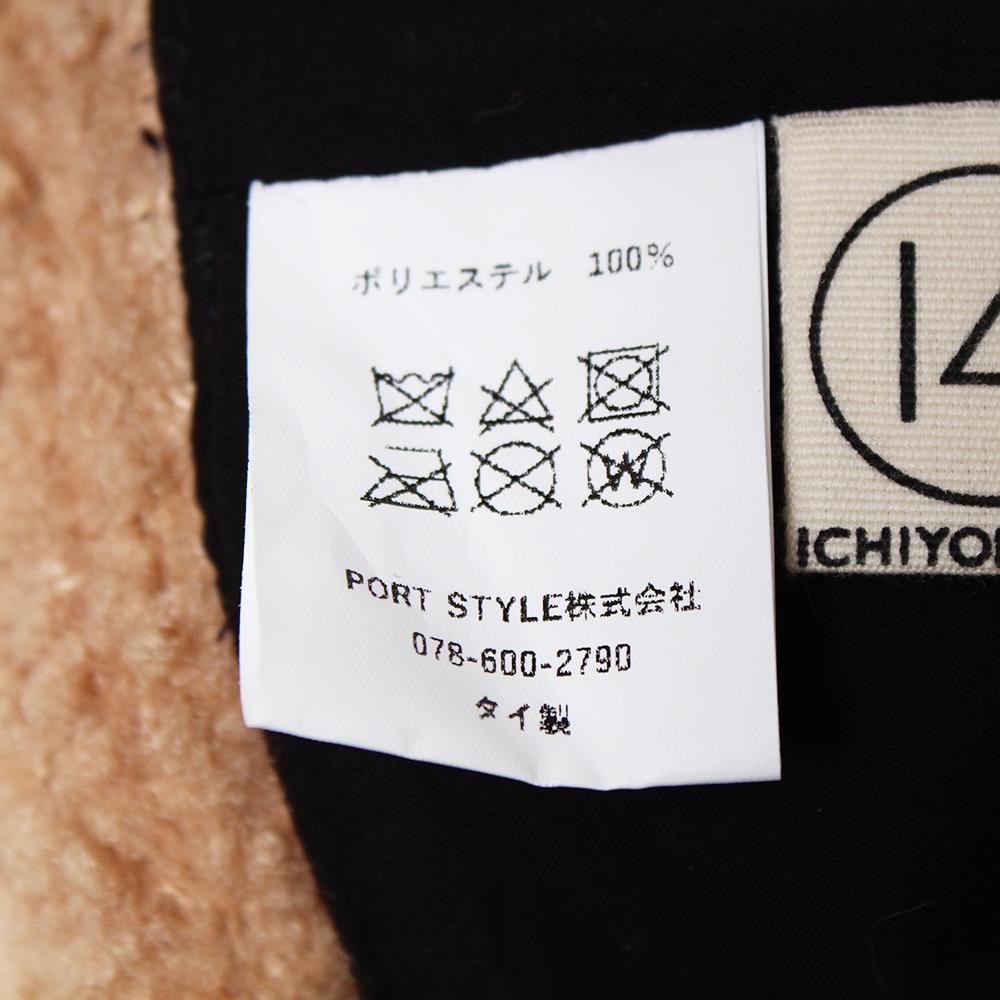 ポリエステル 100%
W
PORT STYLE株式会社
078-600-2790
タイ製
14